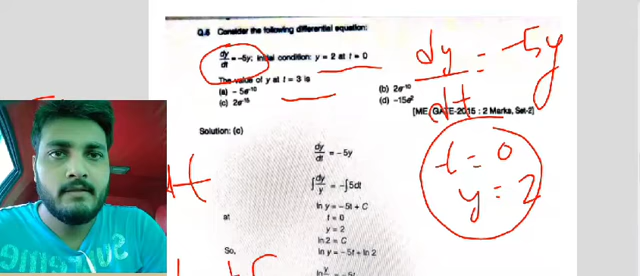 Q.5 Consider the following differential equation:
dy/dt = -5y; initial condition: y = 2 at t = 0
The value of y at t = 3 is
(a) - 5e⁻¹⁰ (b) 2e⁻¹⁰
(c) 2e⁻¹⁵ (d) -15e²
[ME, GATE-2015 : 2 Marks, Set-2]
Solution: (c)
dy/dt = -5y
∫dy/y = -∫5dt
ln y = -5t + C
at t = 0
y = 2
ln 2 = C
So, ln y = -5t + ln 2
dy/dt = -5y
t = 0
y = 2